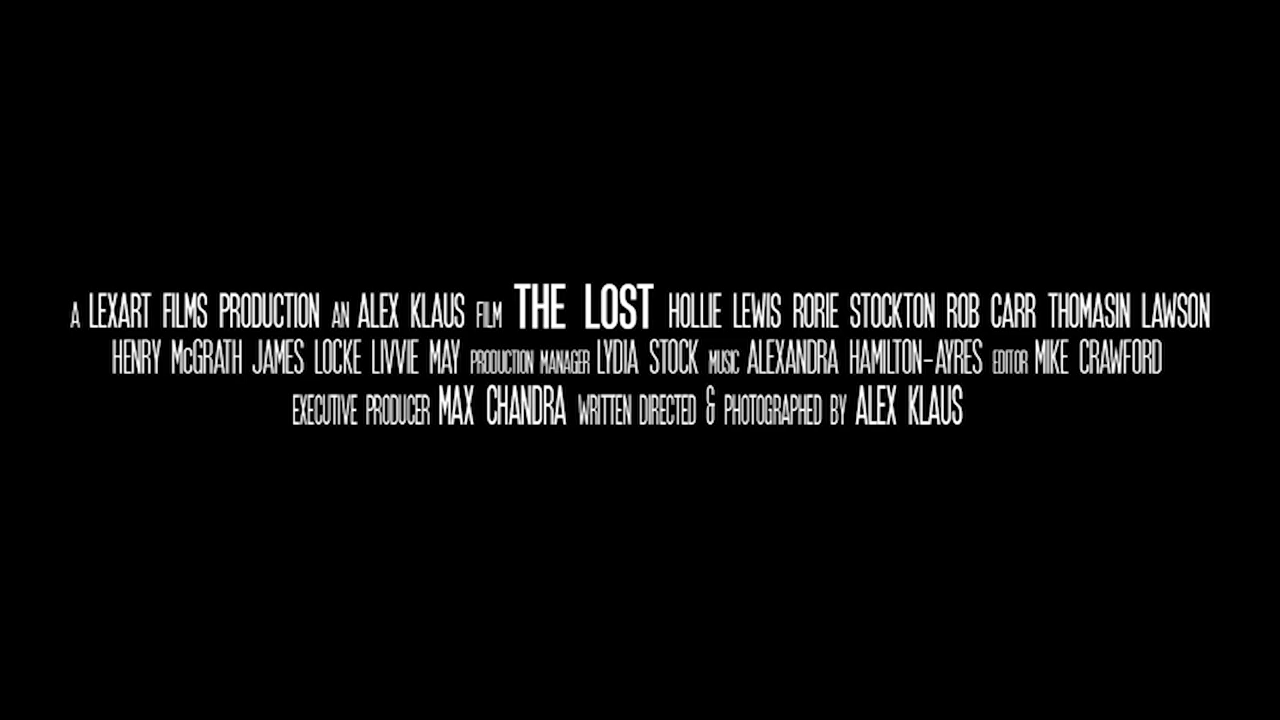 A LEXART FILMS PRODUCTION AN ALEX KLAUS FILM THE LOST HOLLIE LEWIS RORIE STOCKTON ROB CARR THOMASIN LAWSON
HENRY McGRATH JAMES LOCKE LIVVIE MAY PRODUCTION MANAGER LYDIA STOCK MUSIC ALEXANDRA HAMILTON-AYRES EDITOR MIKE CRAWFORD
EXECUTIVE PRODUCER MAX CHANDRA WRITTEN DIRECTED & PHOTOGRAPHED BY ALEX KLAUS